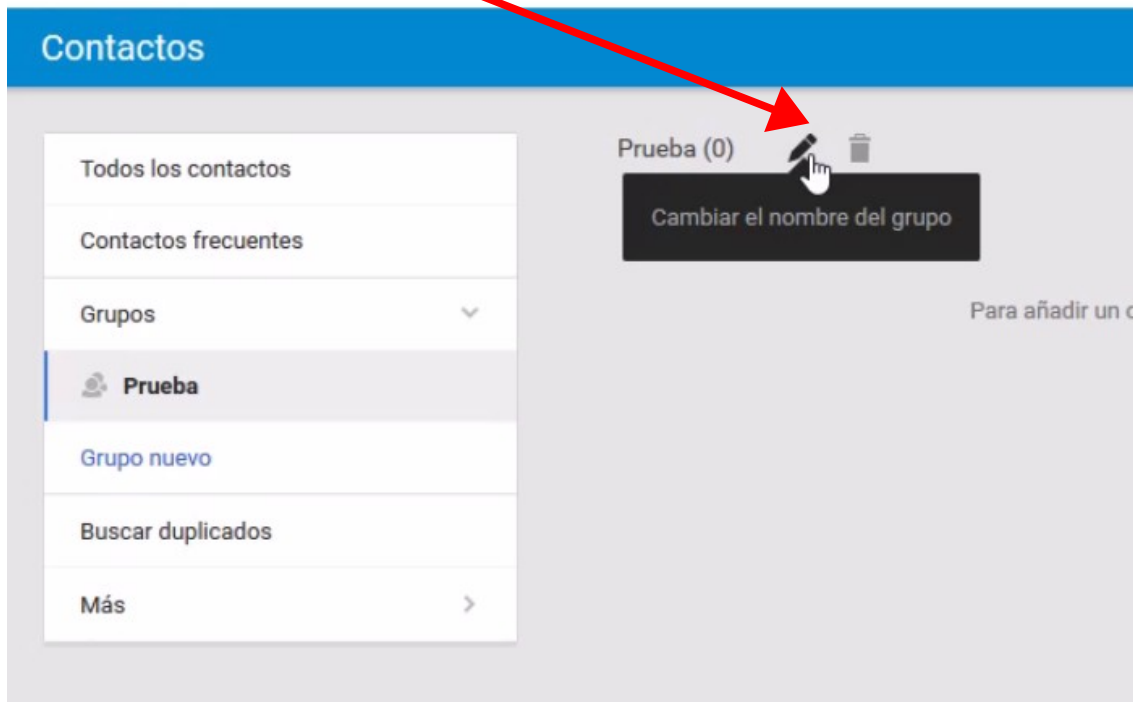 Contactos
Todos los contactos
Contactos frecuentes
Grupos
Prueba
Grupo nuevo
Buscar duplicados
Más
Prueba (0)
Cambiar el nombre del grupo
Para añadir un